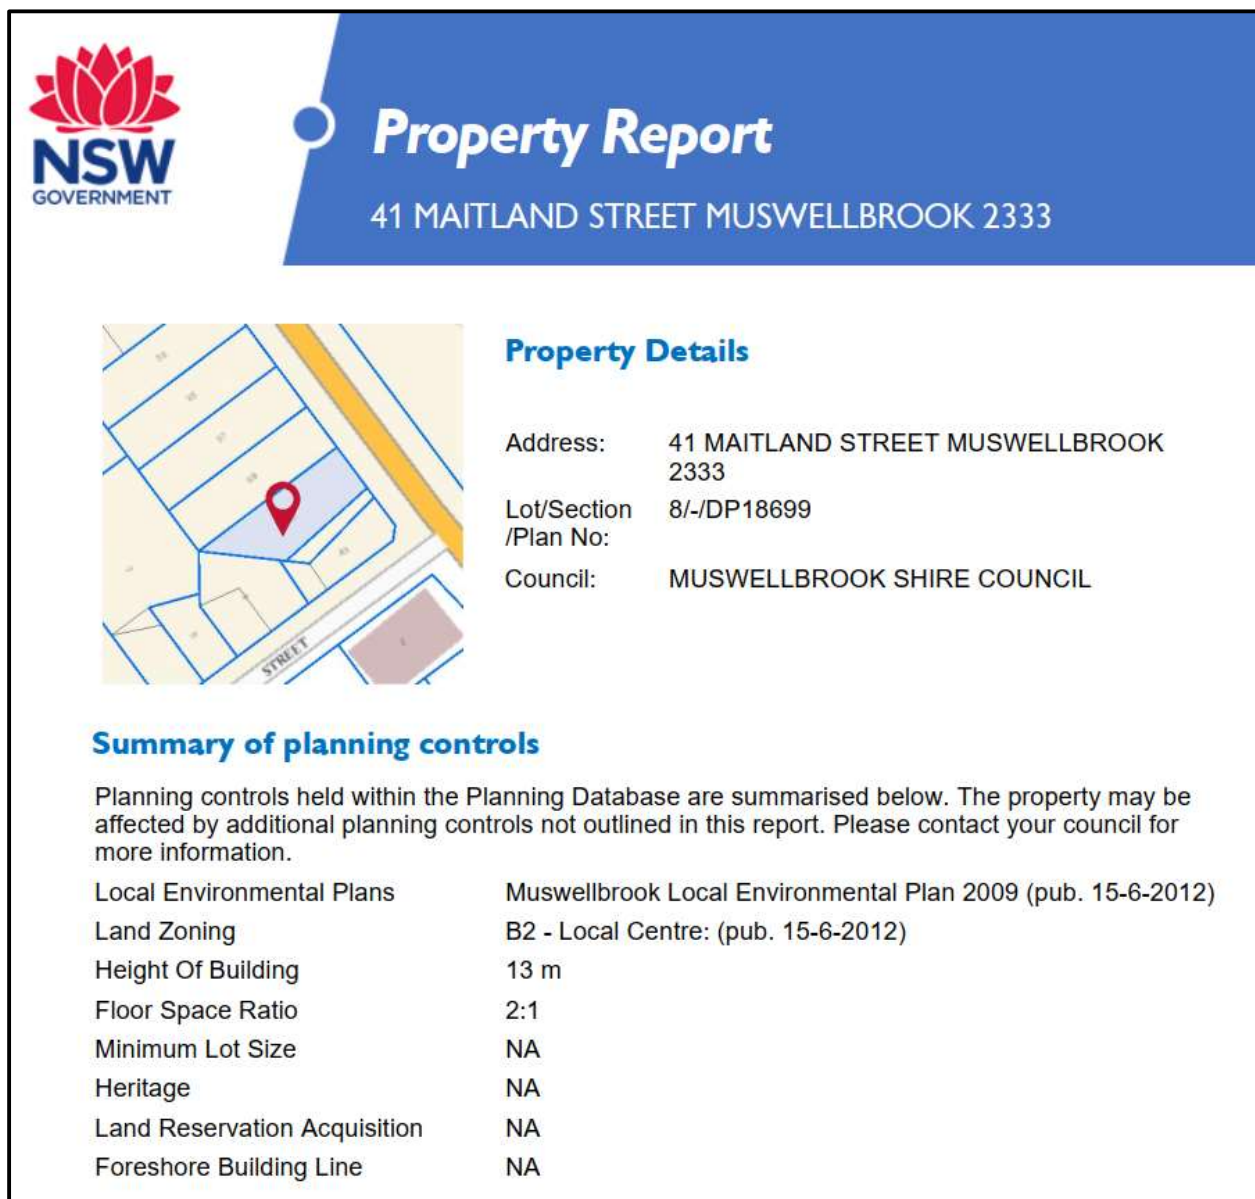 NSW
GOVERNMENT
Property Report
41 MAITLAND STREET MUSWELLBROOK 2333
STREET
Property Details
Address: 41 MAITLAND STREET MUSWELLBROOK
2333
Lot/Section 8/-/DP18699
/Plan No:
Council: MUSWELLBROOK SHIRE COUNCIL
Summary of planning controls
Planning controls held within the Planning Database are summarised below. The property may be
affected by additional planning controls not outlined in this report. Please contact your council for
more information.
Local Environmental Plans Muswellbrook Local Environmental Plan 2009 (pub. 15-6-2012)
Land Zoning B2 - Local Centre: (pub. 15-6-2012)
Height Of Building 13 m
Floor Space Ratio 2:1
Minimum Lot Size NA
Heritage NA
Land Reservation Acquisition NA
Foreshore Building Line NA